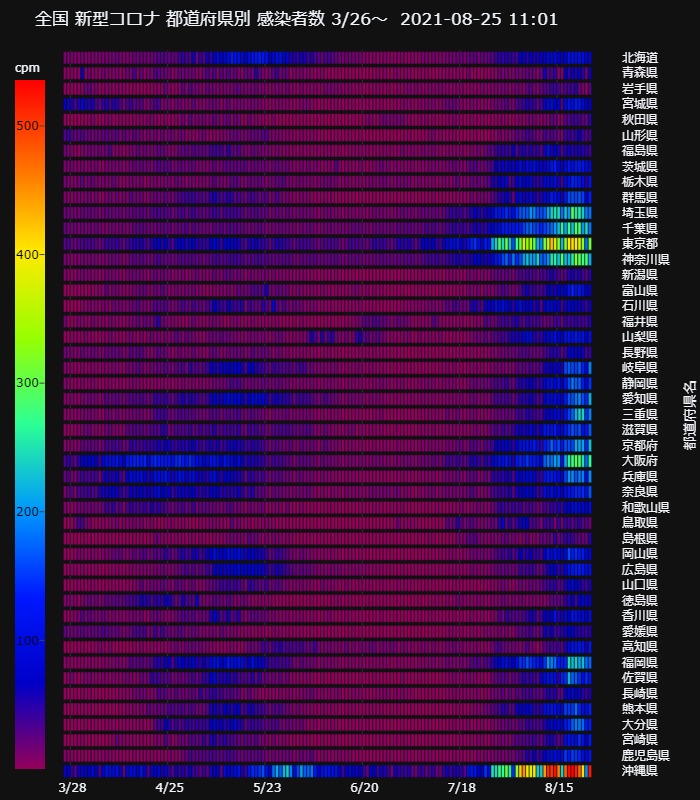 全国 新型コロナ 都道府県別 感染者数 3/26～ 2021-08-25 11:01
cpm
500
400
300
200
100
北海道
青森県
岩手県
宮城県
秋田県
山形県
福島県
茨城県
栃木県
群馬県
埼玉県
千葉県
東京都
神奈川県
新潟県
富山県
石川県
福井県
山梨県
長野県
岐阜県
静岡県
愛知県
三重県
滋賀県
京都府
大阪府
兵庫県
奈良県
和歌山県
鳥取県
島根県
岡山県
広島県
山口県
徳島県
香川県
愛媛県
高知県
福岡県
佐賀県
長崎県
熊本県
大分県
宮崎県
鹿児島県
沖縄県
都道府県名
3/28 4/25 5/23 6/20 7/18 8/15